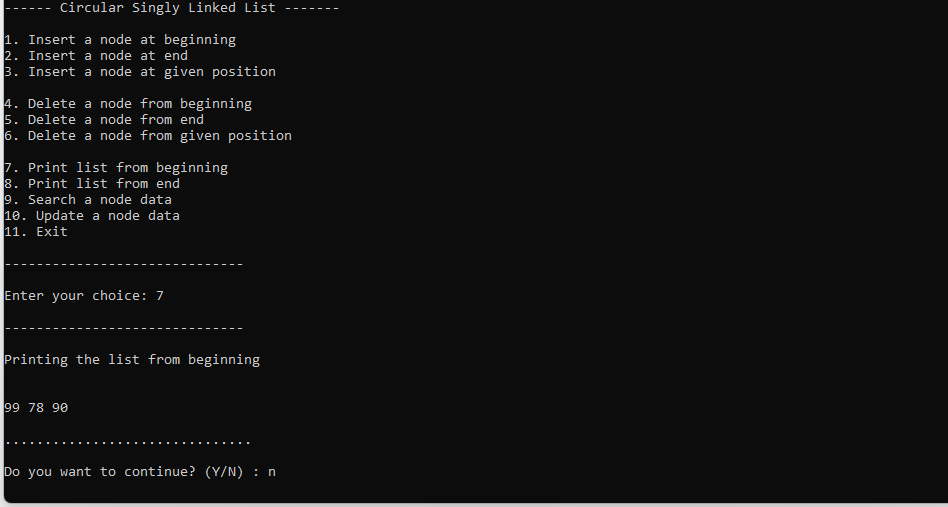 ------ Circular Singly Linked List -------
1. Insert a node at beginning
2. Insert a node at end
3. Insert a node at given position
4. Delete a node from beginning
5. Delete a node from end
6. Delete a node from given position
7. Print list from beginning
8. Print list from end
9. Search a node data
10. Update a node data
11. Exit
------------------------------
Enter your choice: 7
------------------------------
Printing the list from beginning
99 78 90
...............................
Do you want to continue? (Y/N) : n